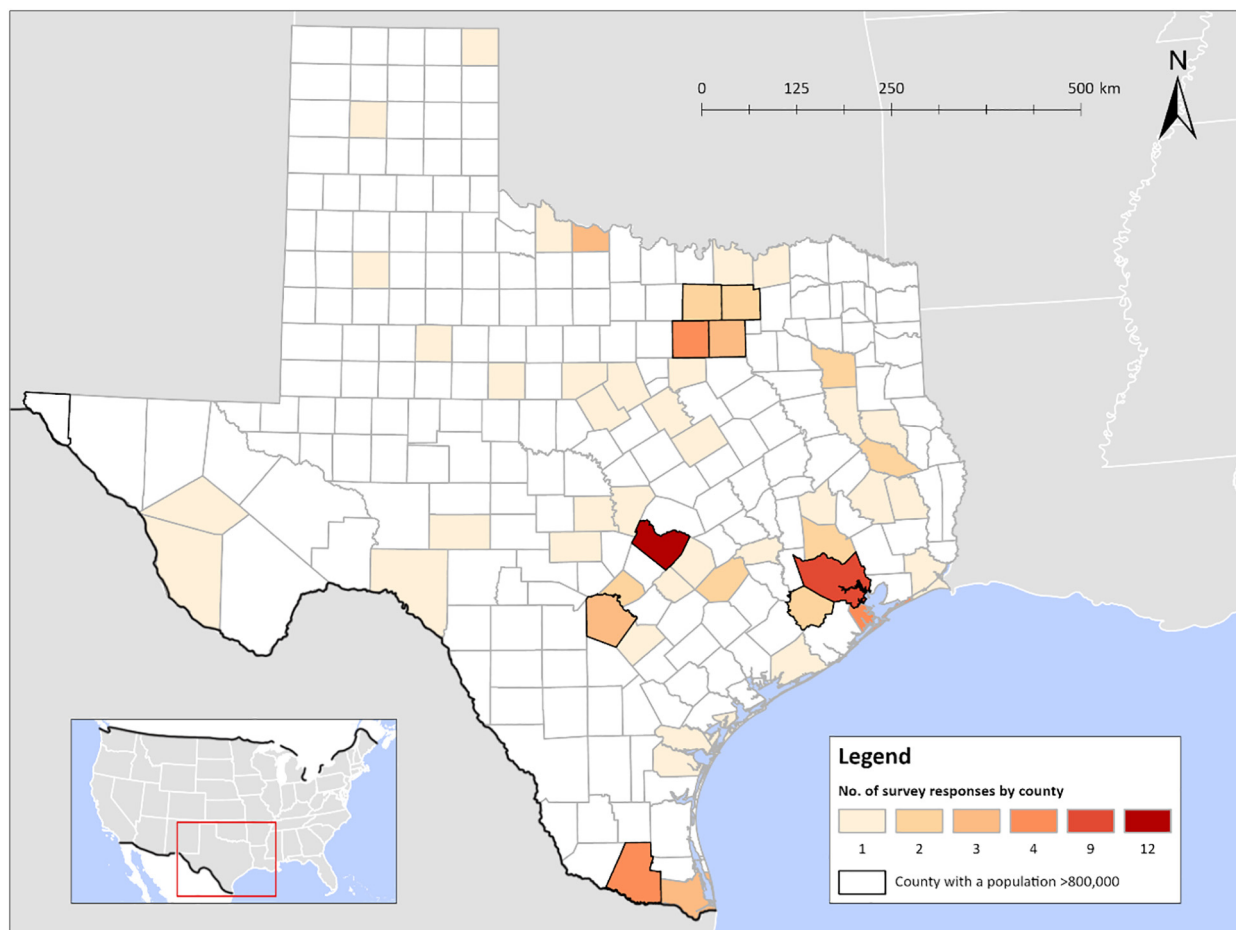 N
0 125 250 500 km
Legend
No. of survey responses by county
1 2 3 4 9 12
County with a population >800,000